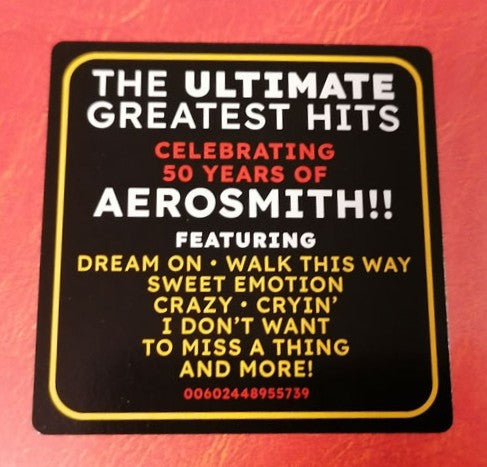 THE ULTIMATE
GREATEST HITS
CELEBRATING
50 YEARS OF
AEROSMITH!!
FEATURING
DREAM ON • WALK THIS WAY
SWEET EMOTION
CRAZY • CRYIN'
I DON'T WANT
TO MISS A THING
AND MORE!
00602448955739